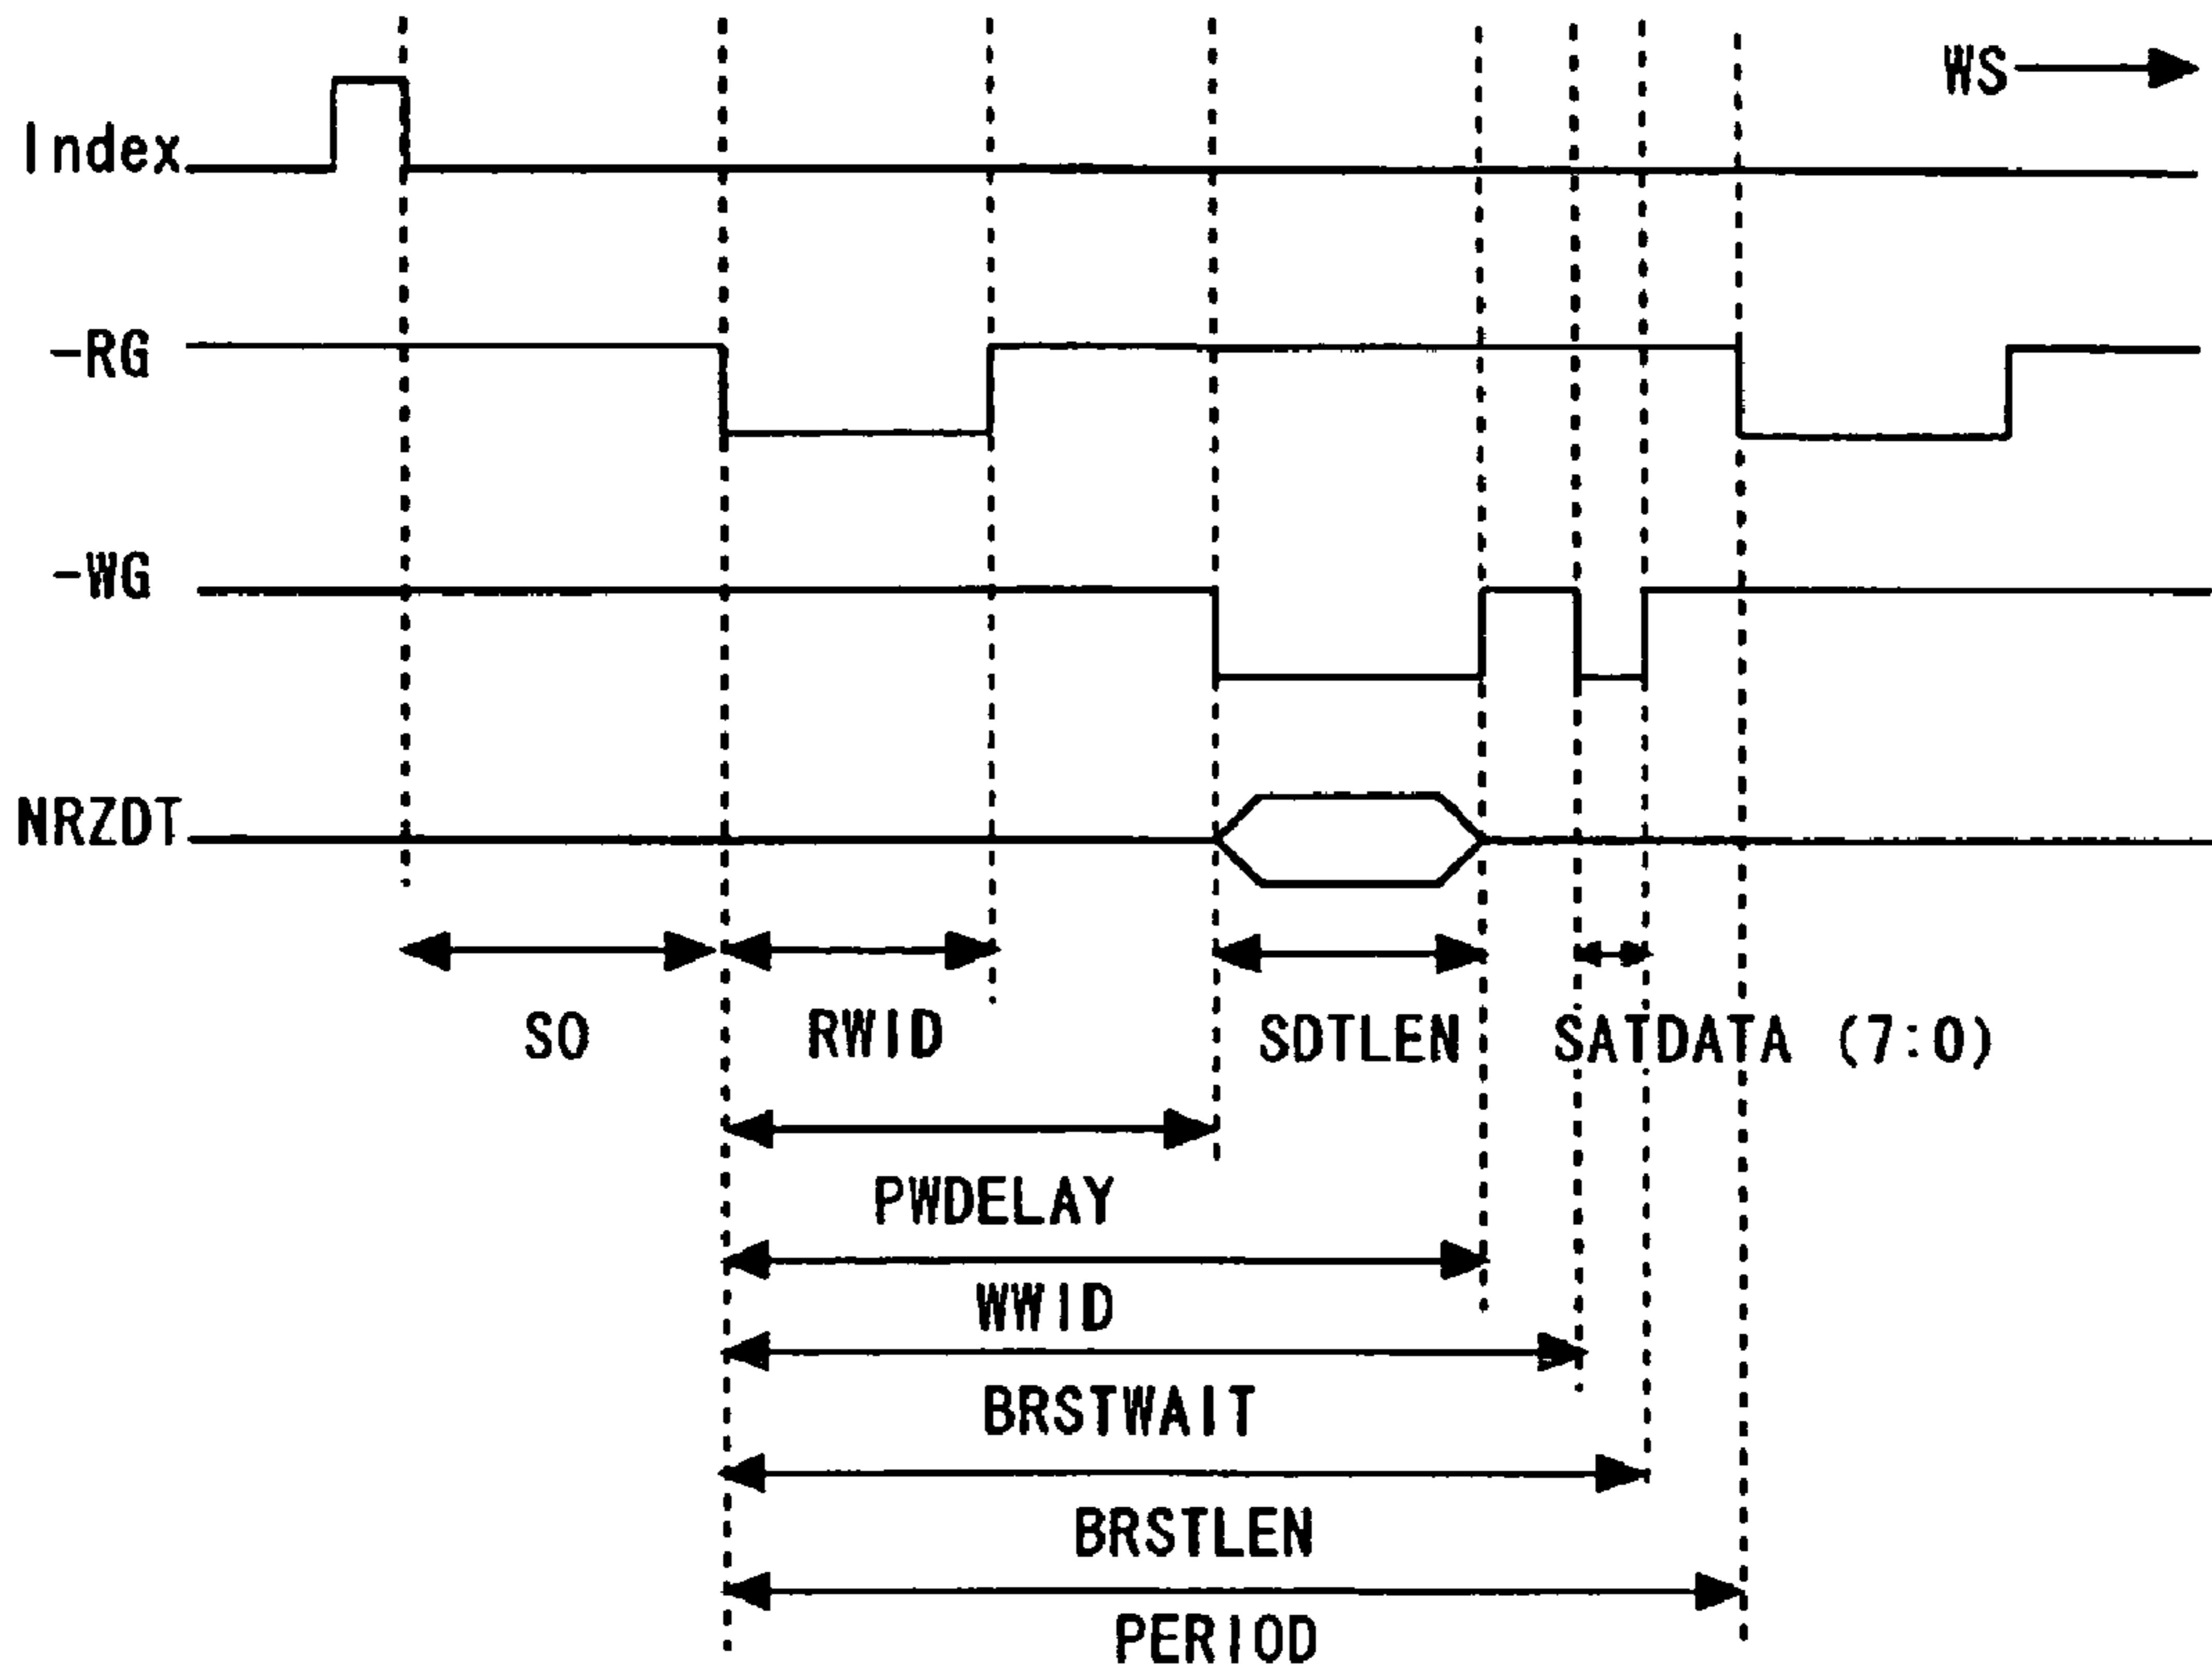 WS
Index
-RG
-WG
NRZDT
SO
RWID
SDTLEN
SATDATA (7:0)
PWDELAY
WWID
BRSTWAIT
BRSTLEN
PERIOD